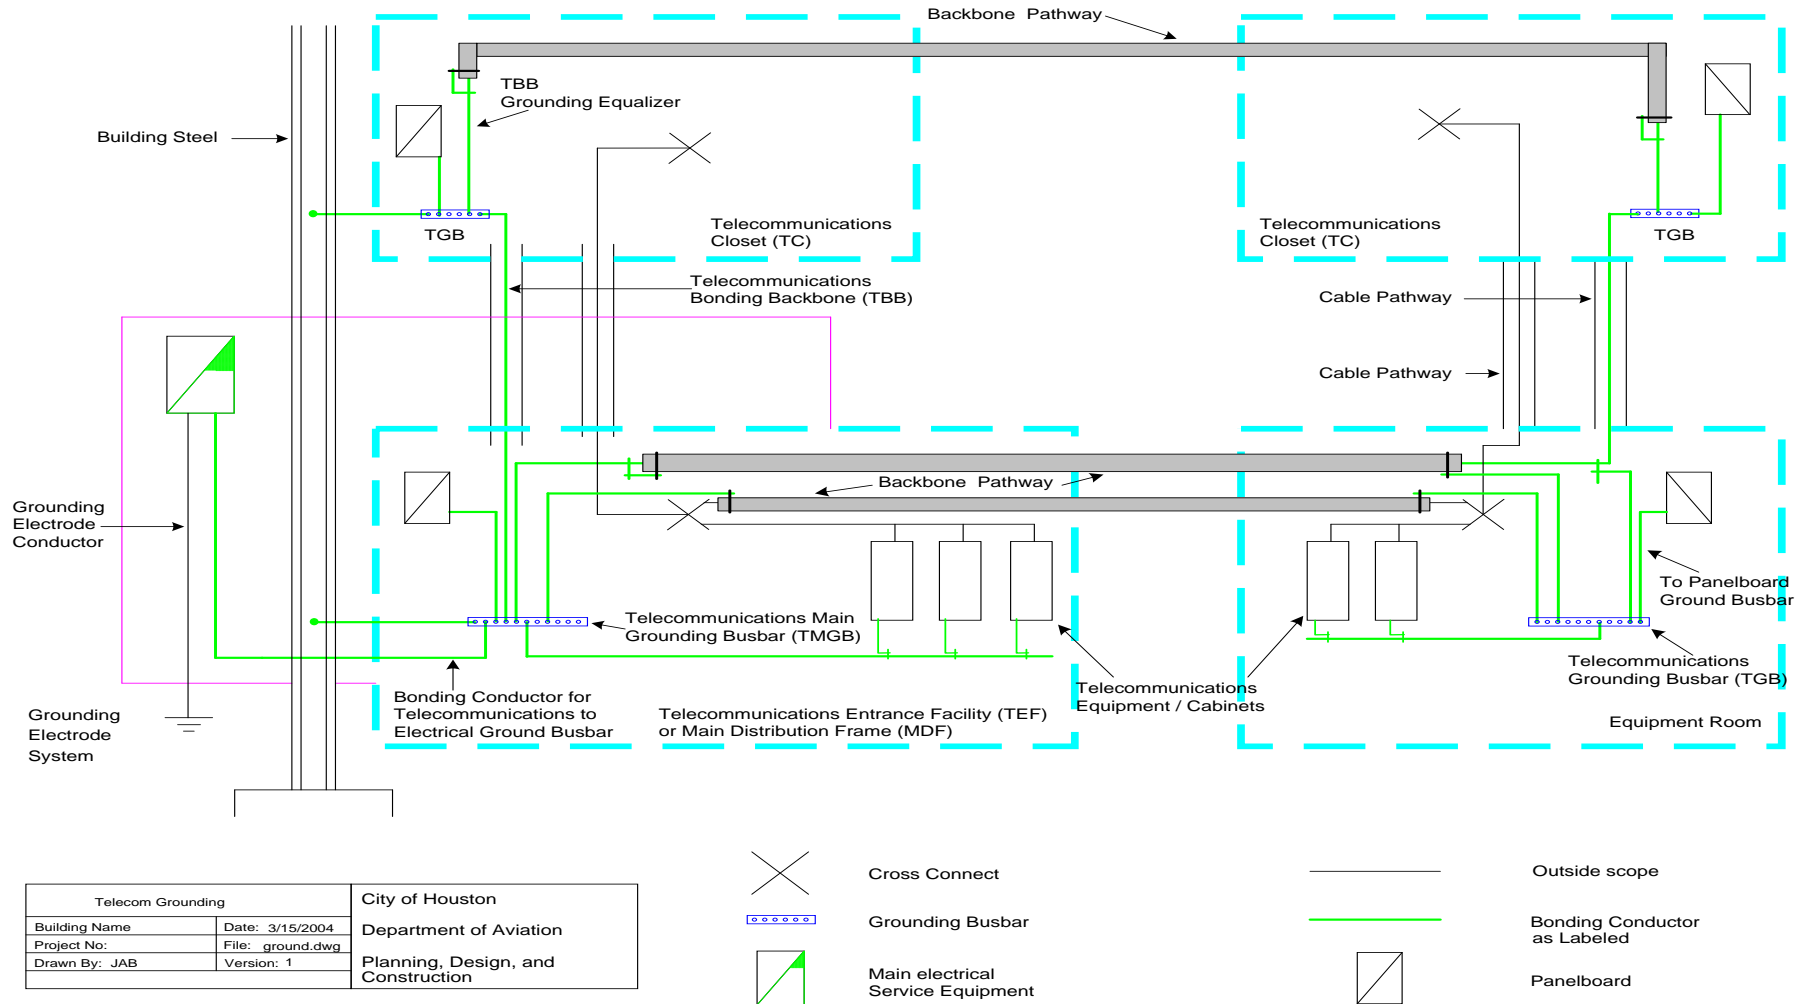 Backbone Pathway
TBB
Grounding Equalizer
Building Steel
TGB
Telecommunications
Closet (TC)
Telecommunications
Closet (TC)
TGB
Telecommunications
Bonding Backbone (TBB)
Cable Pathway
Cable Pathway
Backbone Pathway
Grounding
Electrode
Conductor
To Panelboard
Ground Busbar
Telecommunications Main
Grounding Busbar (TMGB)
Telecommunications
Grounding Busbar (TGB)
Bonding Conductor for
Telecommunications to
Electrical Ground Busbar
Telecommunications
Equipment / Cabinets
Telecommunications Entrance Facility (TEF)
or Main Distribution Frame (MDF)
Equipment Room
Grounding
Electrode
System
Telecom Grounding
Building Name
Date: 3/15/2004
Project No:
File: ground.dwg
Drawn By: JAB
Version: 1
City of Houston
Department of Aviation
Planning, Design, and
Construction
Cross Connect
Grounding Busbar
Main electrical
Service Equipment
Outside scope
Bonding Conductor
as Labeled
Panelboard